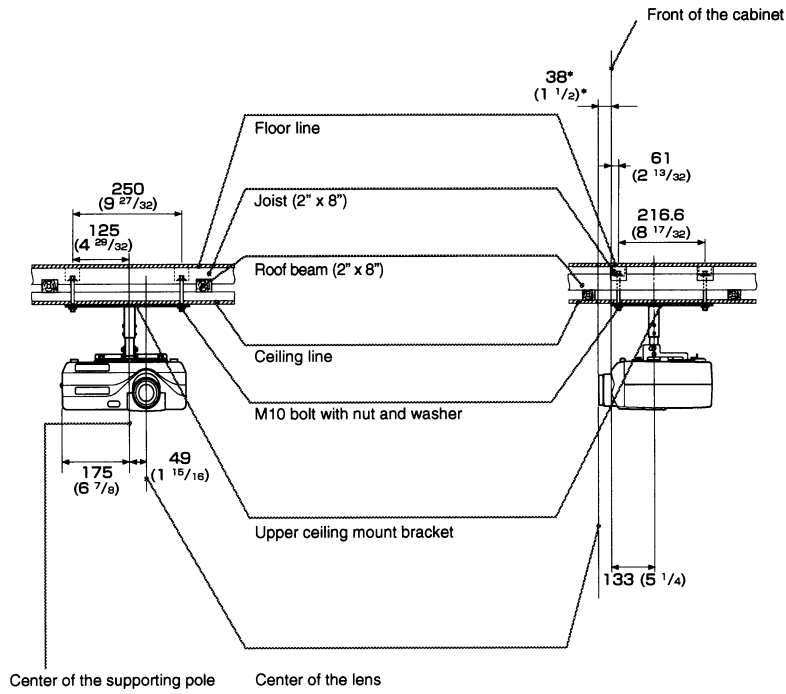 Front of the cabinet
38*
(1 1/2)*
Floor line
61
(2 13/32)
250
(9 27/32)
Joist (2" x 8")
216.6
(8 17/32)
125
(4 29/32)
Roof beam (2" x 8")
Ceiling line
M10 bolt with nut and washer
175
(6 7/8)
49
(1 15/16)
Upper ceiling mount bracket
133 (5 1/4)
Center of the supporting pole
Center of the lens